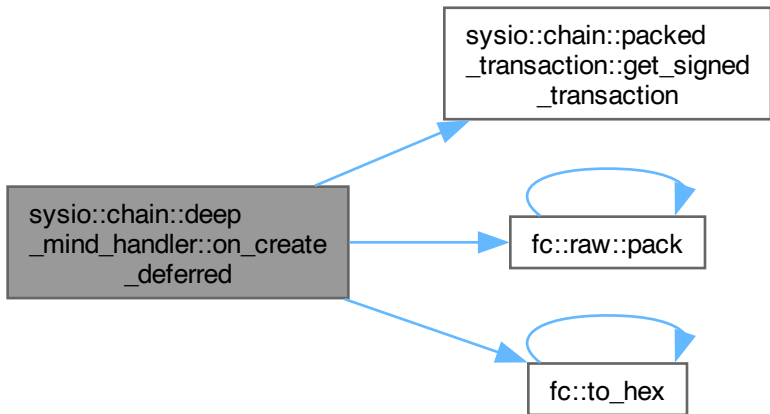 sysio::chain::packed
_transaction::get_signed
_transaction
sysio::chain::deep
_mind_handler::on_create
_deferred
fc::raw::pack
fc::to_hex